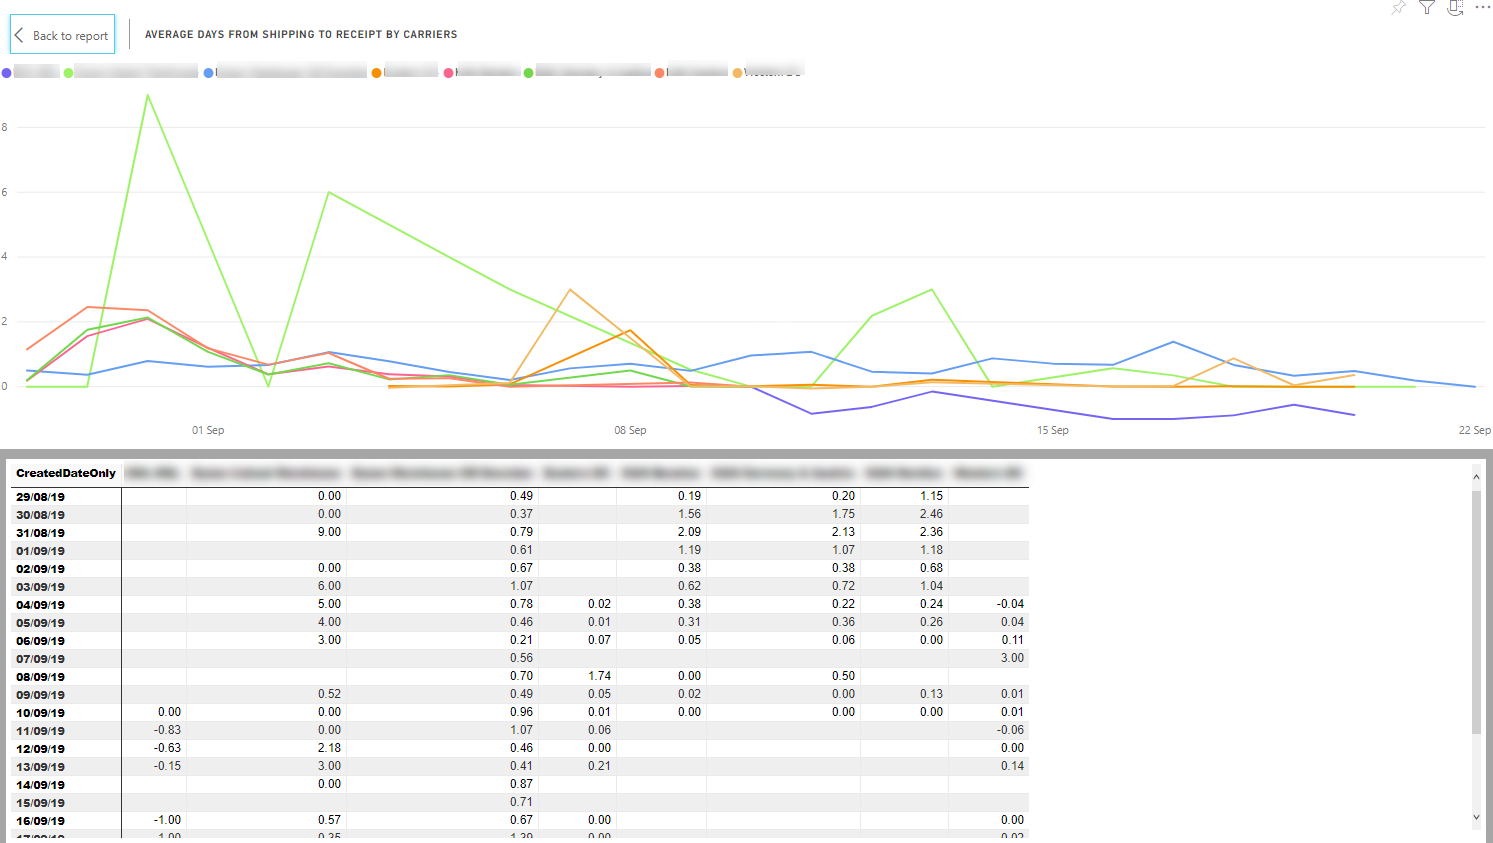 Back to report
AVERAGE DAYS FROM SHIPPING TO RECEIPT BY CARRIERS
8
6
4
2
0
01 Sep 08 Sep 15 Sep 22 Sep
CreatedDateOnly
29/08/19 0.00 0.49 0.19 0.20 1.15
30/08/19 0.00 0.37 1.56 1.75 2.46
31/08/19 9.00 0.79 2.09 2.13 2.36
01/09/19 0.61 1.19 1.07 1.18
02/09/19 0.00 0.67 0.38 0.38 0.68
03/09/19 6.00 1.07 0.62 0.72 1.04
04/09/19 5.00 0.78 0.02 0.38 0.22 0.24 -0.04
05/09/19 4.00 0.46 0.01 0.31 0.36 0.26 0.04
06/09/19 3.00 0.21 0.07 0.05 0.06 0.00 0.11
07/09/19 0.56 3.00
08/09/19 0.70 1.74 0.00 0.50
09/09/19 0.52 0.49 0.05 0.02 0.00 0.13 0.01
10/09/19 0.00 0.00 0.96 0.01 0.00 0.00 0.00 0.01
11/09/19 -0.83 0.00 1.07 0.06 -0.06
12/09/19 -0.63 2.18 0.46 0.00 0.00
13/09/19 -0.15 3.00 0.41 0.21 0.14
14/09/19 0.00 0.87
15/09/19 0.71
16/09/19 -1.00 0.57 0.67 0.00 0.00